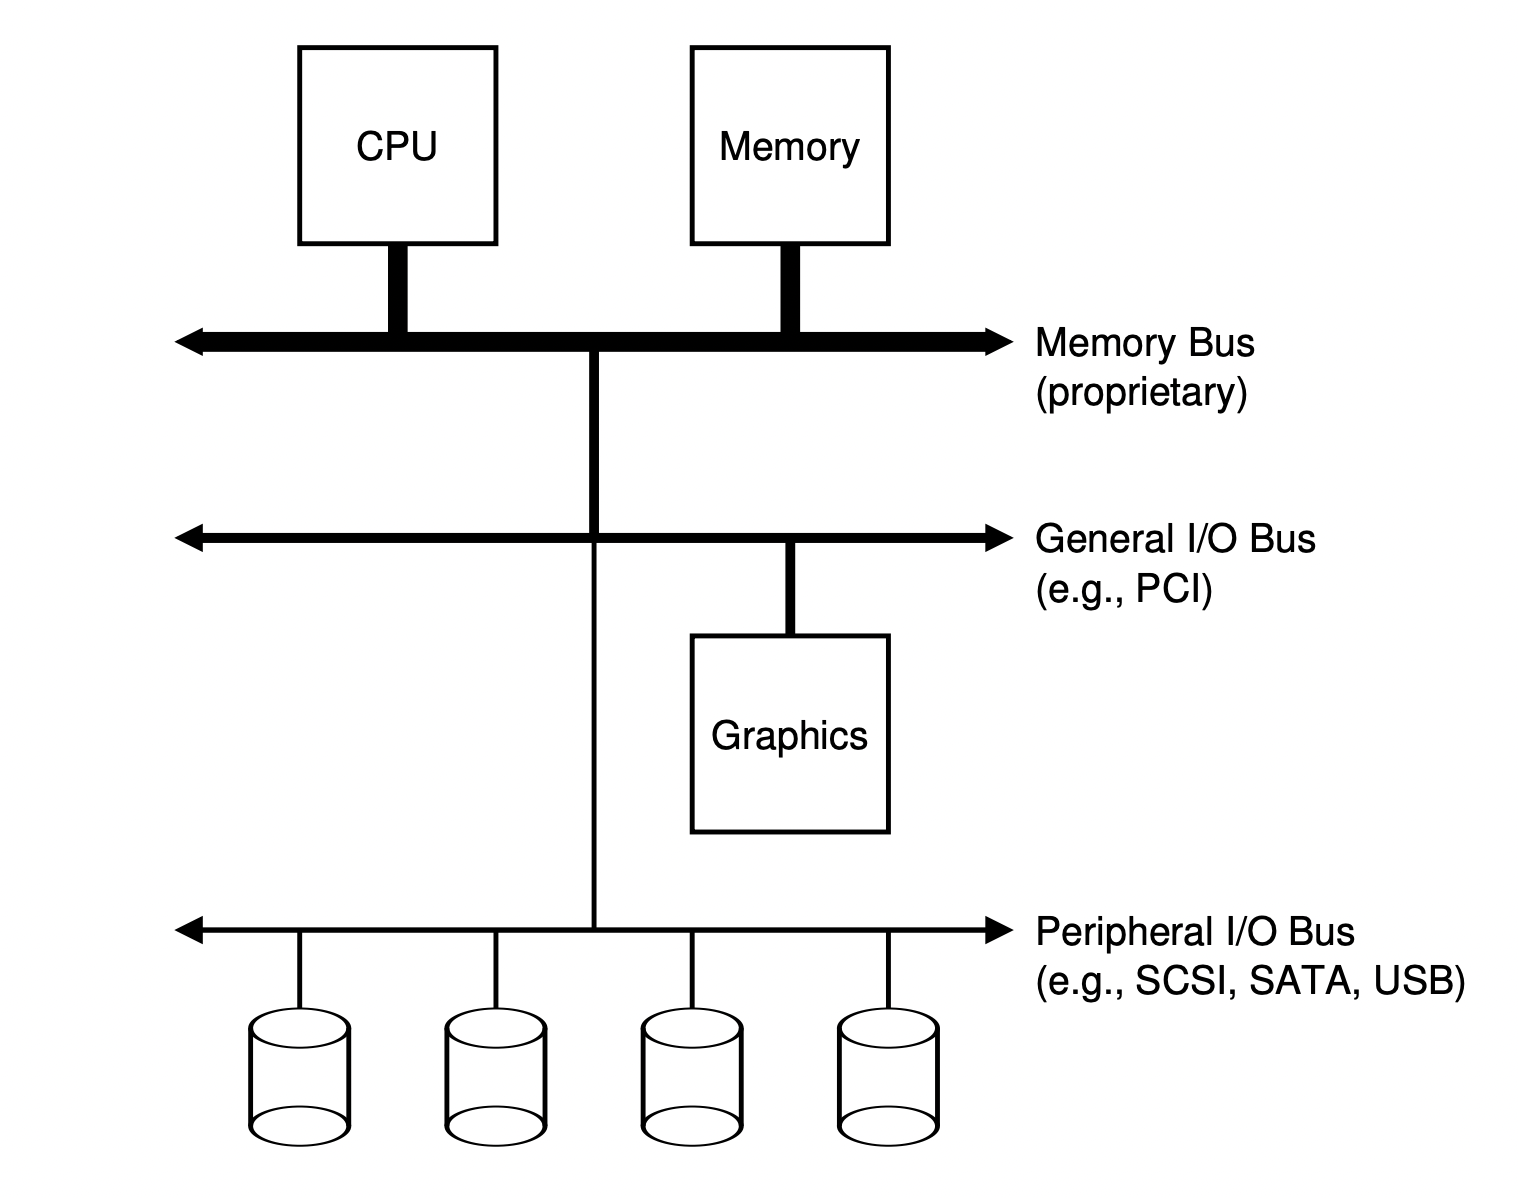 CPU
Memory
Memory Bus
(proprietary)
General I/O Bus
(e.g., PCI)
Graphics
Peripheral I/O Bus
(e.g., SCSI, SATA, USB)